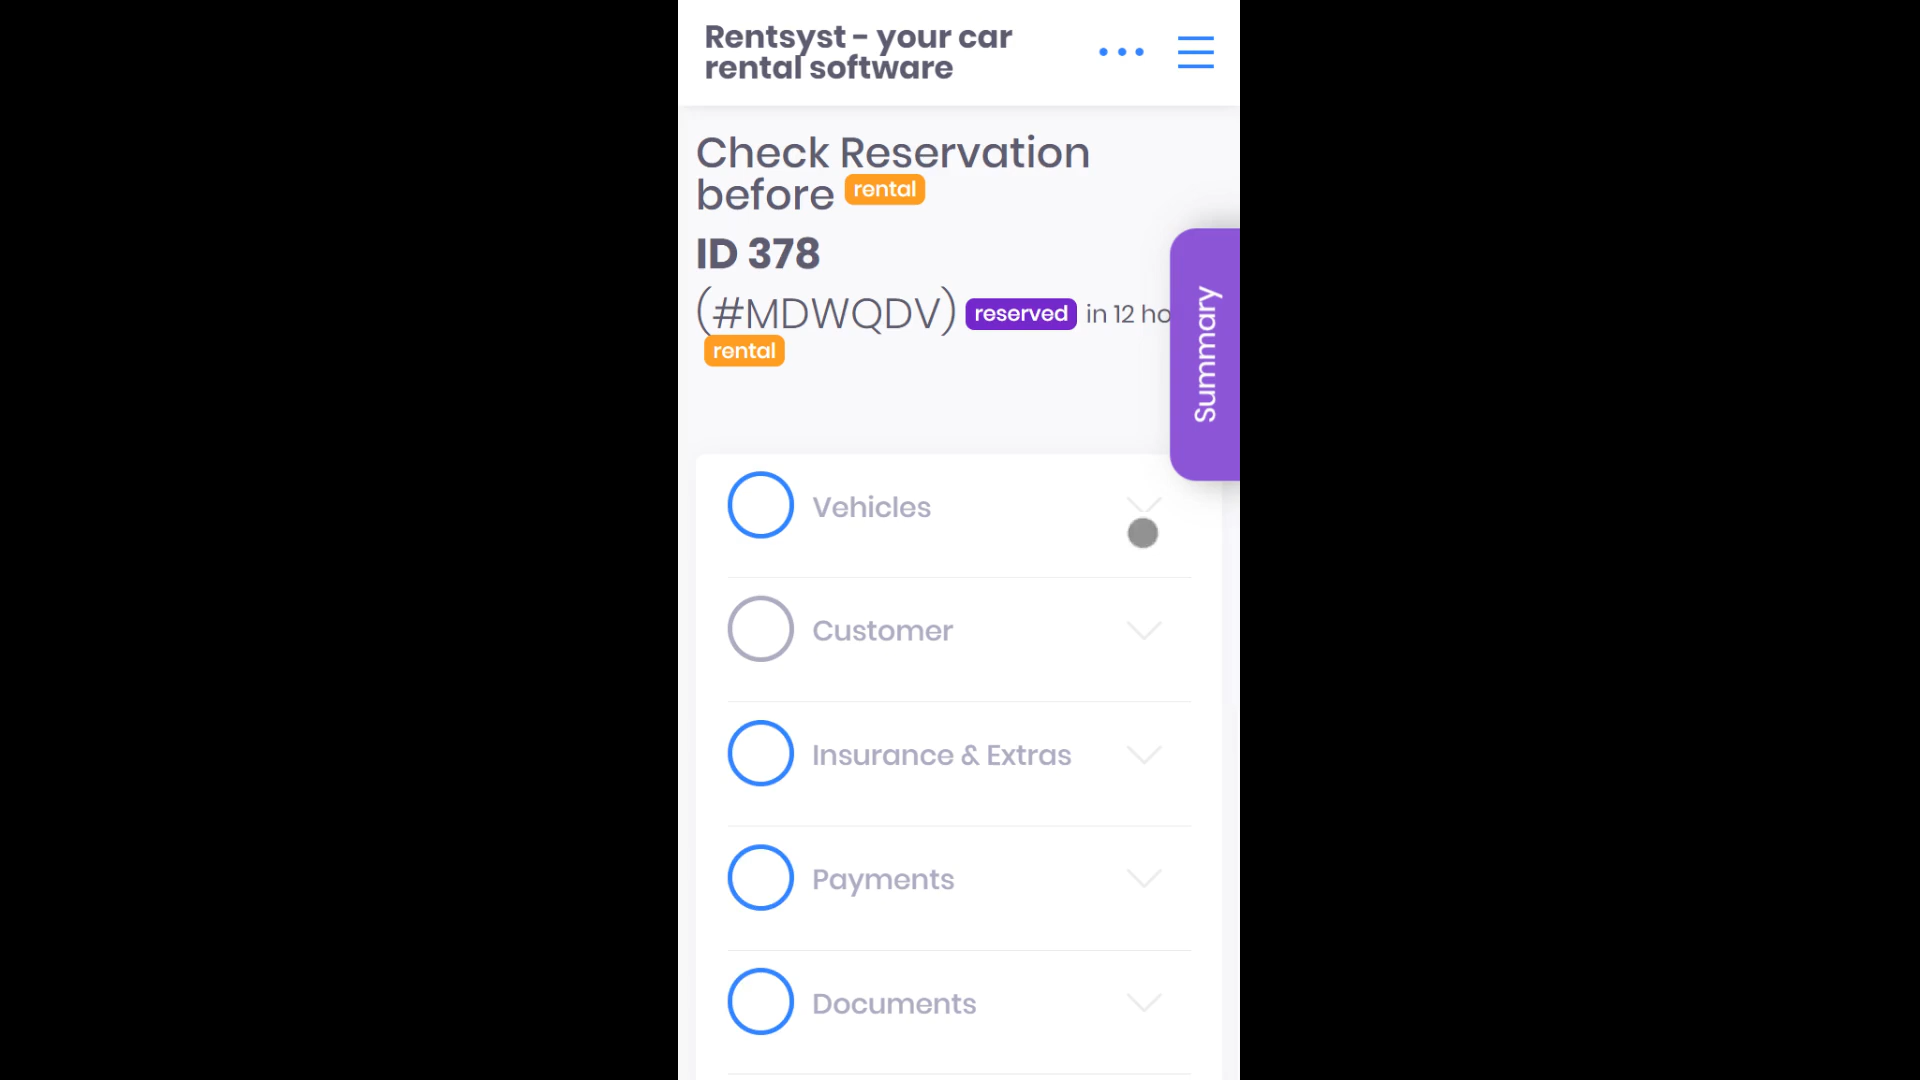 Rentsyst - your car
rental software
Check Reservation
before rental
ID 378
(#MDWQDV) reserved in 12
rental
Summary
Vehicles
Customer
Insurance & Extras
Payments
Documents